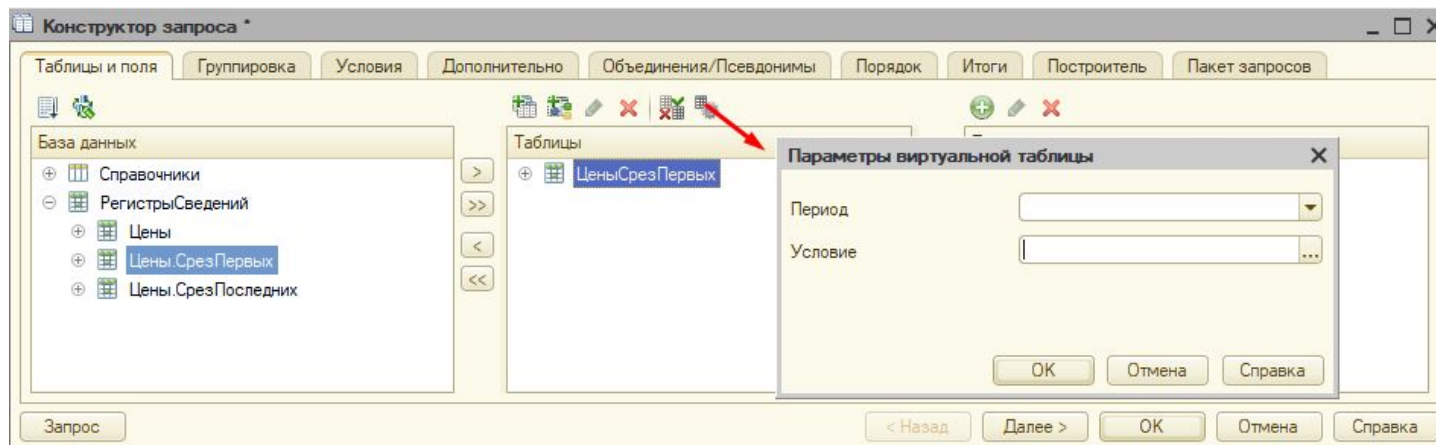 Конструктор запроса *
Таблицы и поля Группировка Условия Дополнительно Объединения/Псевдонимы Порядок Итоги Построитель Пакет запросов
База данных
Справочники
РегистрыСведений
Цены
Цены.СрезПервых
Цены.СрезПоследних
>
>>
<
<<
Таблицы
ЦеныСрезПервых
Параметры виртуальной таблицы
Период
Условие
...
OK Отмена Справка
Запрос < Назад Далее > OK Отмена Справка